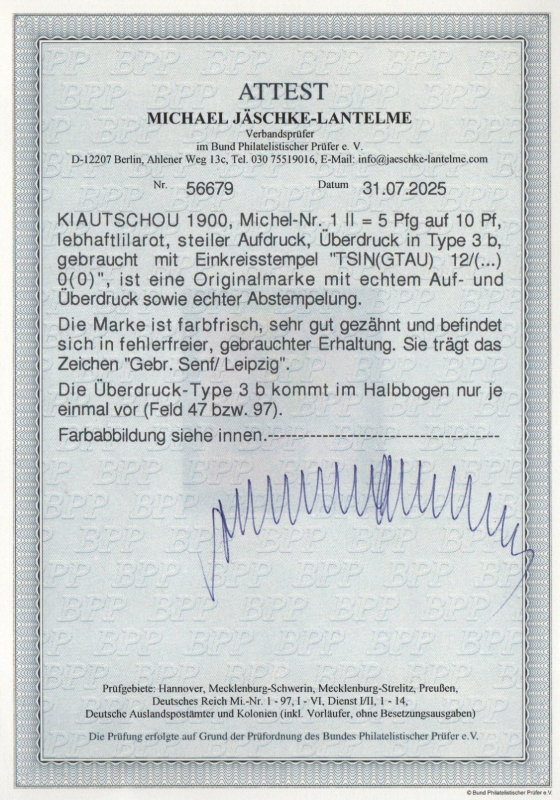 ATTEST
MICHAEL JÄSCHKE-LANTELME
Verbandsprüfer
im Bund Philatelistischer Prüfer e. V.
D-12207 Berlin, Ahlener Weg 13c, Tel. 030 75519016, E-Mail: info@jaeschke-lantelme.com
Nr. 56679 Datum 31.07.2025
KIAUTSCHOU 1900, Michel-Nr. 1 II = 5 Pfg auf 10 Pf,
lebhaftlilarot, steiler Aufdruck, Überdruck in Type 3 b,
gebraucht mit Einkreisstempel "TSIN(GTAU) 12/(...)
0(0)", ist eine Originalmarke mit echtem Auf- und
Überdruck sowie echter Abstempelung.
Die Marke ist farbfrisch, sehr gut gezähnt und befindet
sich in fehlerfreier, gebrauchter Erhaltung. Sie trägt das
Zeichen "Gebr. Senf/ Leipzig".
Die Überdruck-Type 3 b kommt im Halbbogen nur je
einmal vor (Feld 47 bzw. 97).
Farbabbildung siehe innen.---------------------------------------
Prüfgebiete: Hannover, Mecklenburg-Schwerin, Mecklenburg-Strelitz, Preußen,
Deutsches Reich Mi.-Nr. 1 - 97, I - VI, Dienst I/II, 1 - 14,
Deutsche Auslandspostämter und Kolonien (inkl. Vorläufer, ohne Besetzungsausgaben)
Die Prüfung erfolgte auf Grund der Prüfordnung des Bundes Philatelistischer Prüfer e.V.
© Bund Philatelistischer Prüfer e.V.